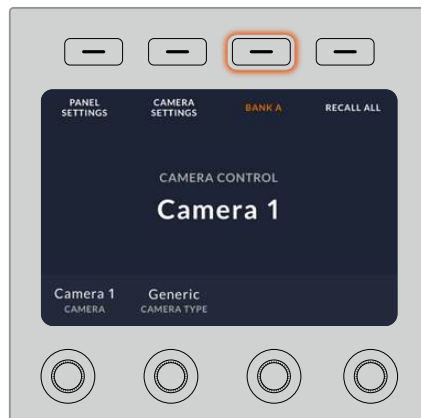 PANEL
SETTINGS
CAMERA
SETTINGS
BANK A
RECALL ALL
CAMERA CONTROL
Camera 1
Camera 1
CAMERA
Generic
CAMERA TYPE